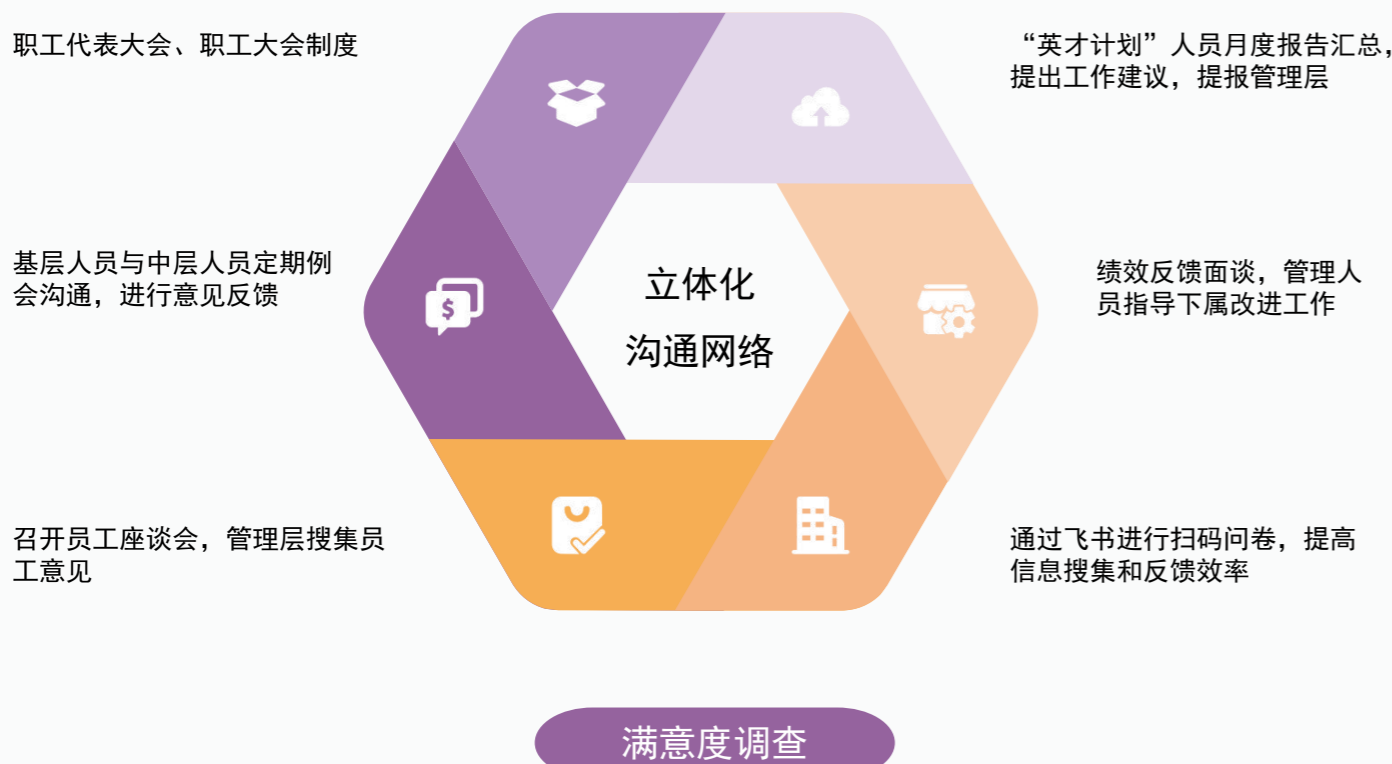 职工代表大会、职工大会制度
“英才计划”人员月度报告汇总，
提出工作建议，提报管理层
基层人员与中层人员定期例
会沟通，进行意见反馈
立体化
沟通网络
绩效反馈面谈，管理人
员指导下属改进工作
召开员工座谈会，管理层搜集员
工意见
通过飞书进行扫码问卷，提高
信息搜集和反馈效率
满意度调查
$